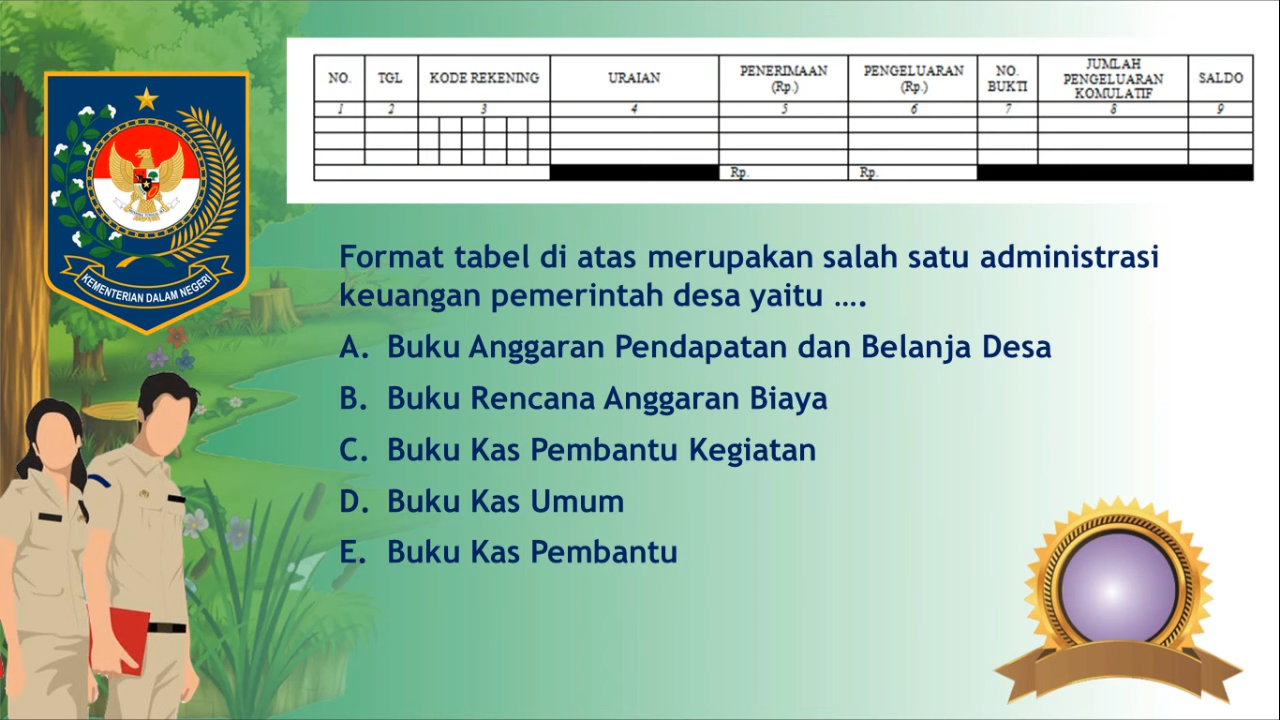 NO. TGL KODE REKENING URAIAN PENERIMAAN (Rp.) PENGELUARAN (Rp.) NO. BUKTI JUMLAH PENGELUARAN KOMULATIF SALDO
1 2 3 4 5 6 7 8 9
Rp. Rp.
KEMENTERIAN DALAM NEGERI
Format tabel di atas merupakan salah satu administrasi
keuangan pemerintah desa yaitu ....
A. Buku Anggaran Pendapatan dan Belanja Desa
B. Buku Rencana Anggaran Biaya
C. Buku Kas Pembantu Kegiatan
D. Buku Kas Umum
E. Buku Kas Pembantu